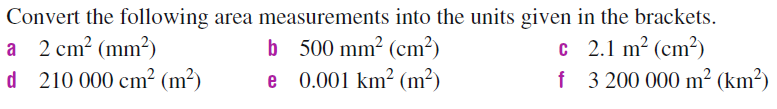 Convert the following area measurements into the units given in the brackets.
a 2 cm² (mm²) b 500 mm² (cm²) c 2.1 m² (cm²)
d 210 000 cm² (m²) e 0.001 km² (m²) f 3 200 000 m² (km²)